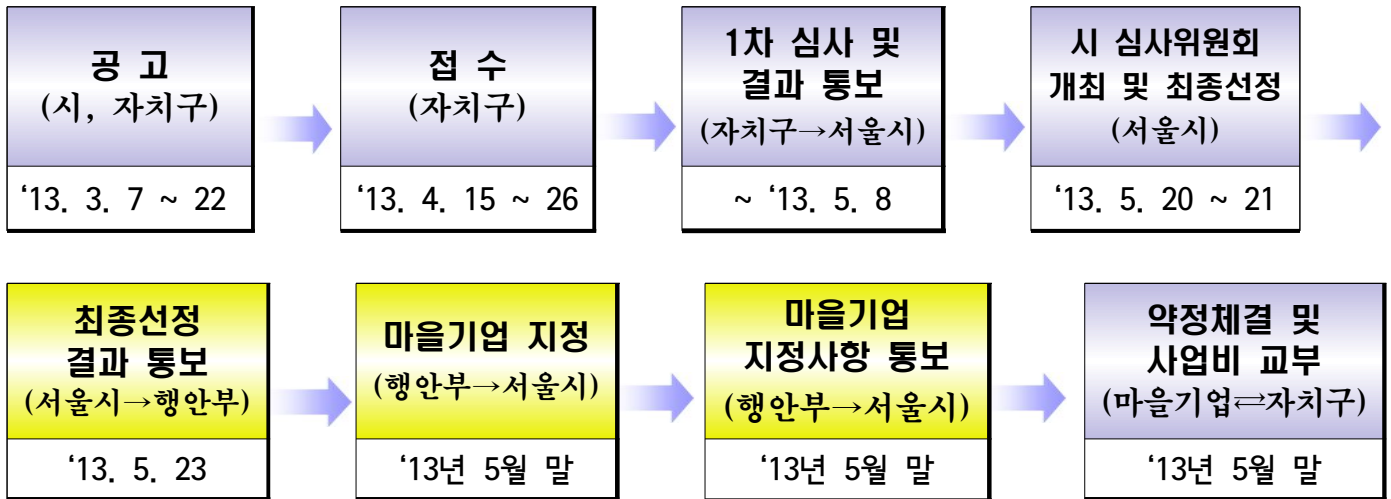 공 고
(시, 자치구)
‘13. 3. 7 ~ 22
접 수
(자치구)
‘13. 4. 15 ~ 26
1차 심사 및
결과 통보
(자치구→서울시)
~ ‘13. 5. 8
시 심사위원회
개최 및 최종선정
(서울시)
‘13. 5. 20 ~ 21
최종선정
결과 통보
(서울시→행안부)
‘13. 5. 23
마을기업 지정
(행안부→서울시)
‘13년 5월 말
마을기업
지정사항 통보
(행안부→서울시)
‘13년 5월 말
약정체결 및
사업비 교부
(마을기업⇄자치구)
‘13년 5월 말